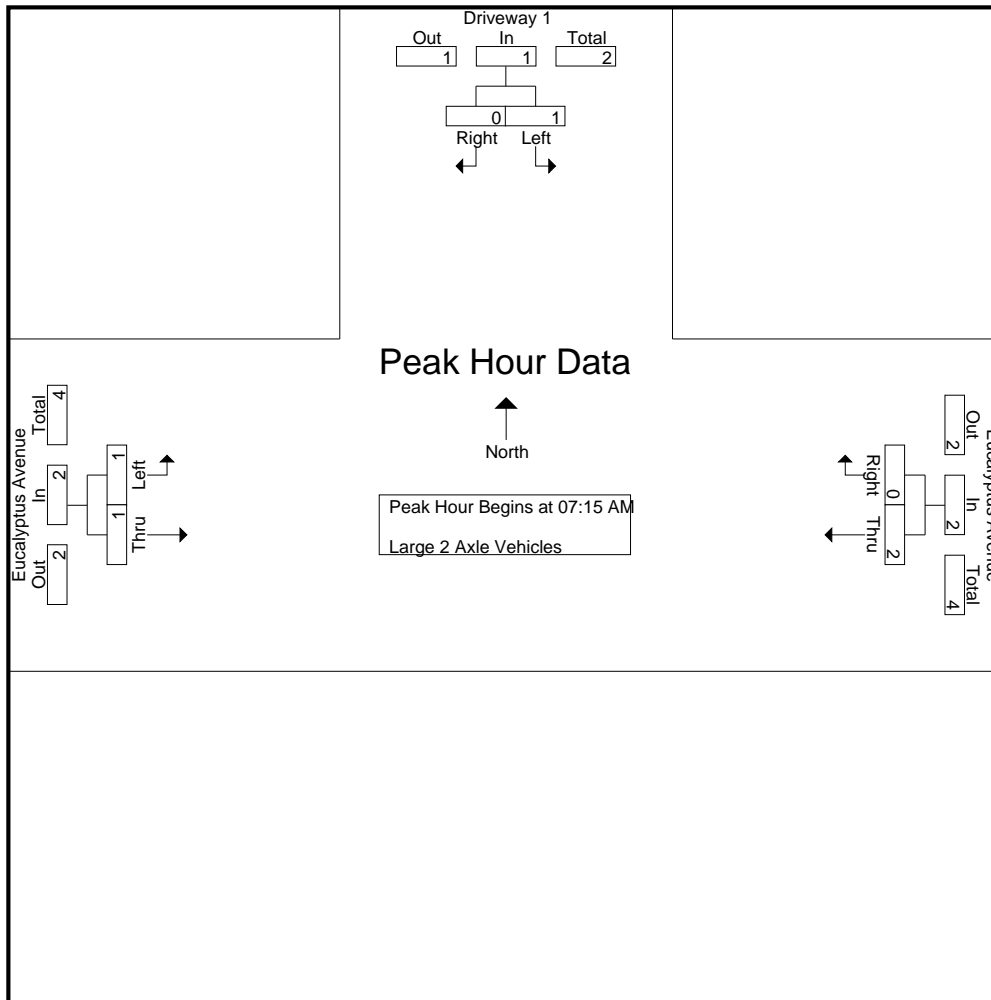 Driveway 1
Out In Total
1 1 2
0 1
Right Left
Peak Hour Data
North
Peak Hour Begins at 07:15 AM
Large 2 Axle Vehicles
Eucalyptus Avenue
Out In Total
2 2 4
1 1
Thru Left
Eucalyptus Avenue
Out In Total
2 2 4
Right Thru
0 2